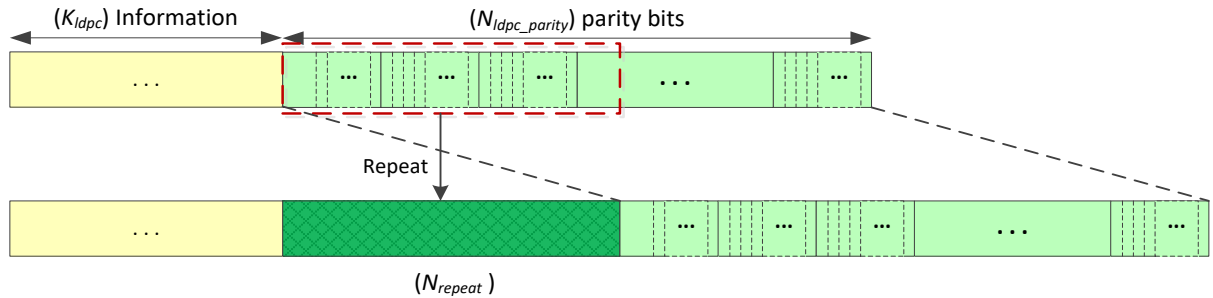 (K_ldpc) Information (N_ldpc_parity) parity bits
... ... ... ... ... ...
Repeat
... ... ... ... ... ...
(N_repeat )